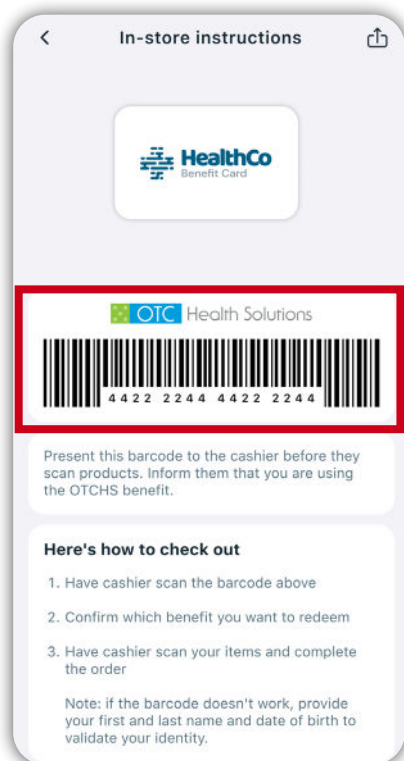 In-store instructions
HealthCo
Benefit Card
OTC Health Solutions
4422 2244 4422 2244
Present this barcode to the cashier before they
scan products. Inform them that you are using
the OTCHS benefit.
Here's how to check out
1. Have cashier scan the barcode above
2. Confirm which benefit you want to redeem
3. Have cashier scan your items and complete
the order
Note: if the barcode doesn't work, provide
your first and last name and date of birth to
validate your identity.